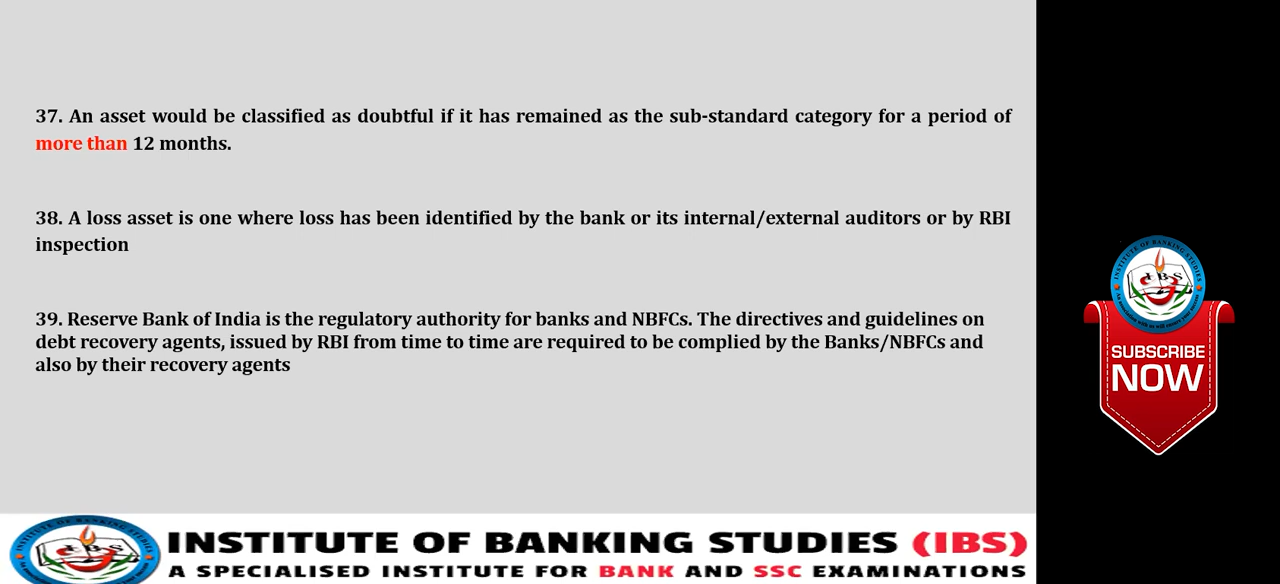 37. An asset would be classified as doubtful if it has remained as the sub-standard category for a period of
more than 12 months.
38. A loss asset is one where loss has been identified by the bank or its internal/external auditors or by RBI
inspection
39. Reserve Bank of India is the regulatory authority for banks and NBFCs. The directives and guidelines on
debt recovery agents, issued by RBI from time to time are required to be complied by the Banks/NBFCs and
also by their recovery agents
INSTITUTE OF BANKING STUDIES
IBS
SUBSCRIBE
NOW
INSTITUTE OF BANKING STUDIES (IBS)
A SPECIALISED INSTITUTE FOR BANK AND SSC EXAMINATIONS